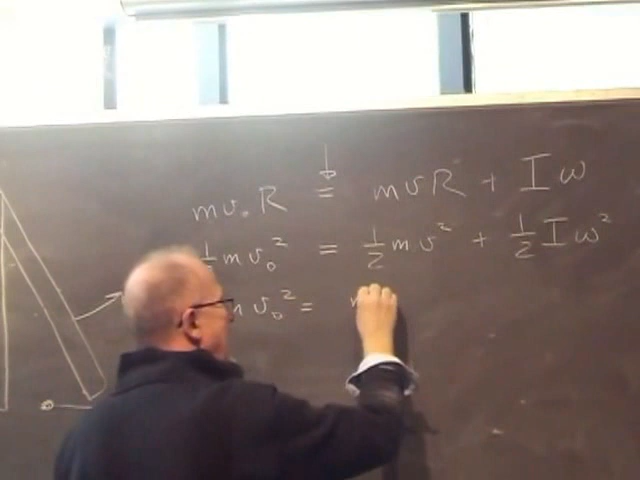 mv₀R = mvR + Iω
½mv₀² = ½mv² + ½Iω²
mv₀² = m